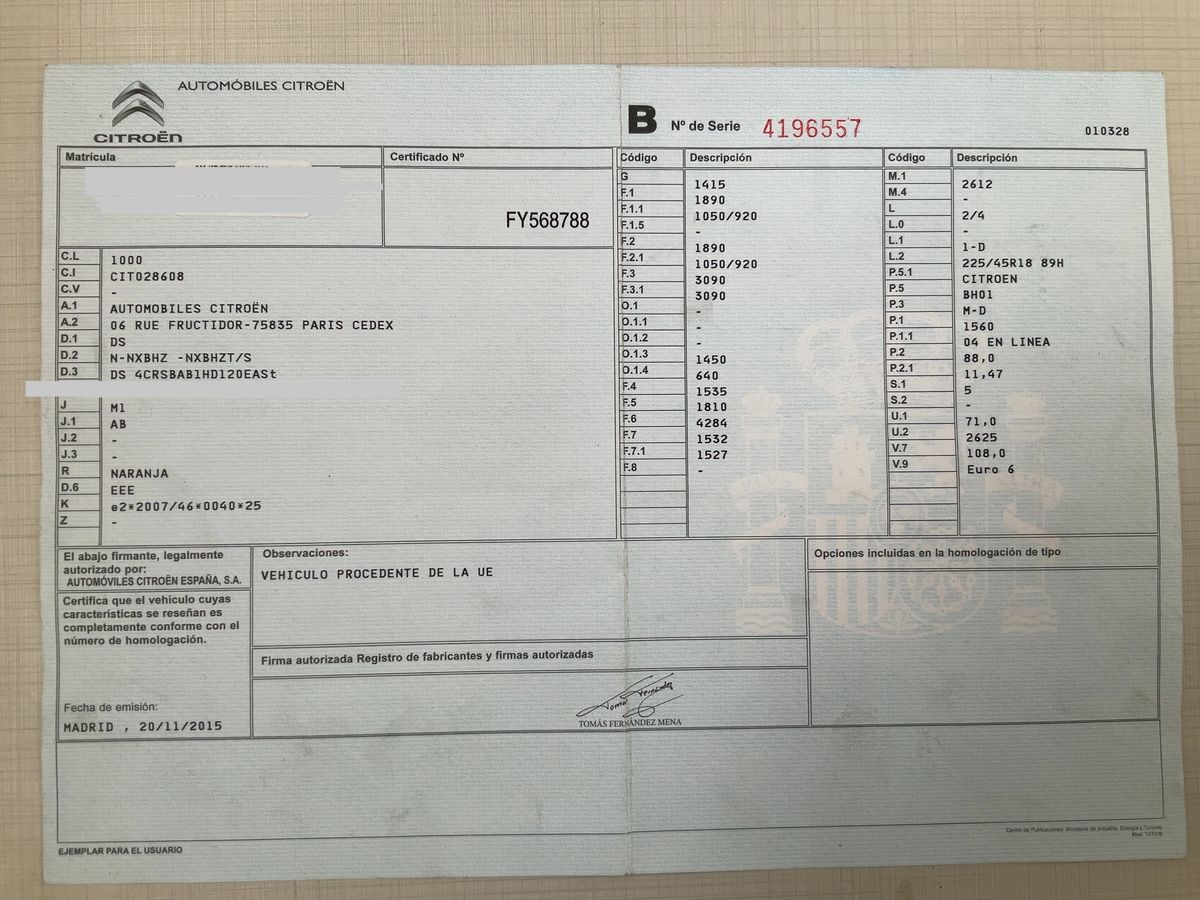 AUTOMÓBILES CITROËN
CITROËN
B Nº de Serie 4196557
010328
Matrícula
Certificado Nº
FY568788
C.L 1000
C.I CIT028608
C.V -
A.1 AUTOMOBILES CITROËN
A.2 06 RUE FRUCTIDOR-75835 PARIS CEDEX
D.1 DS
D.2 N-NXBHZ -NXBHZT/S
D.3 DS 4CRSBAB1HD120EASt
J M1
J.1 AB
J.2 -
J.3 -
R NARANJA
D.6 EEE
K e2*2007/46*0040*25
Z -
Código Descripción
G 1415
F.1 1890
F.1.1 1050/920
F.1.5 -
F.2 1890
F.2.1 1050/920
F.3 3090
F.3.1 3090
O.1 -
O.1.1 -
O.1.2 -
O.1.3 1450
O.1.4 640
F.4 1535
F.5 1810
F.6 4284
F.7 1532
F.7.1 1527
F.8 -
Código Descripción
M.1 2612
M.4 -
L 2/4
L.0 -
L.1 1-D
L.2 225/45R18 89H
P.5.1 CITROEN
P.5 BH01
P.3 M-D
P.1 1560
P.1.1 04 EN LINEA
P.2 88,0
P.2.1 11,47
S.1 5
S.2 -
U.1 71,0
U.2 2625
V.7 108,0
V.9 Euro 6
El abajo firmante, legalmente
autorizado por:
AUTOMÓVILES CITROËN ESPAÑA, S.A.
Certifica que el vehículo cuyas
características se reseñan es
completamente conforme con el
número de homologación.
Fecha de emisión:
MADRID , 20/11/2015
Observaciones:
VEHICULO PROCEDENTE DE LA UE
Firma autorizada Registro de fabricantes y firmas autorizadas
TOMÁS FERNÁNDEZ MENA
Opciones incluidas en la homologación de tipo
Centro de Publicaciones. Ministerio de Industria, Energía y Turismo.
EJEMPLAR PARA EL USUARIO